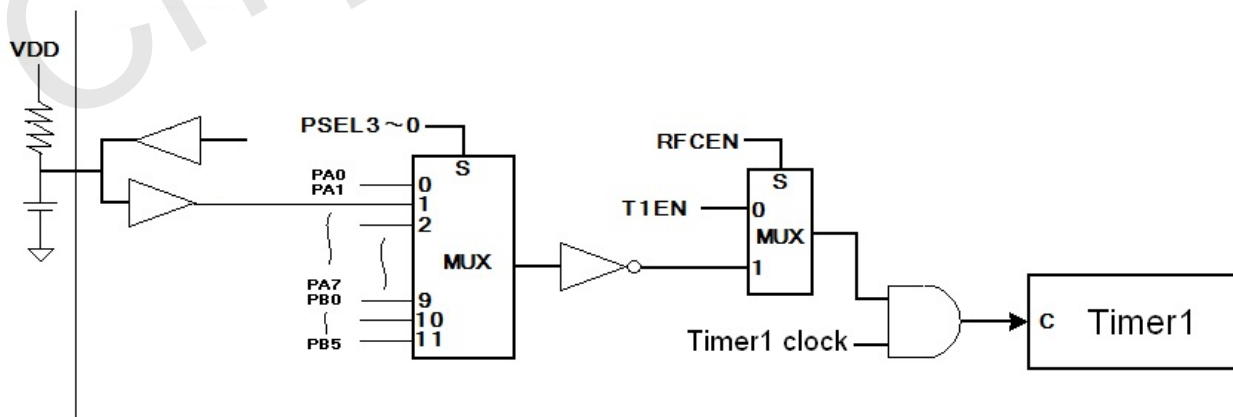 VDD
PSEL3~0
RFCEN
S
S
PA0
PA1
0
1
2
T1EN
0
MUX
MUX
1
PA7
PB0
9
10
11
PB5
Timer1 clock
C
Timer1